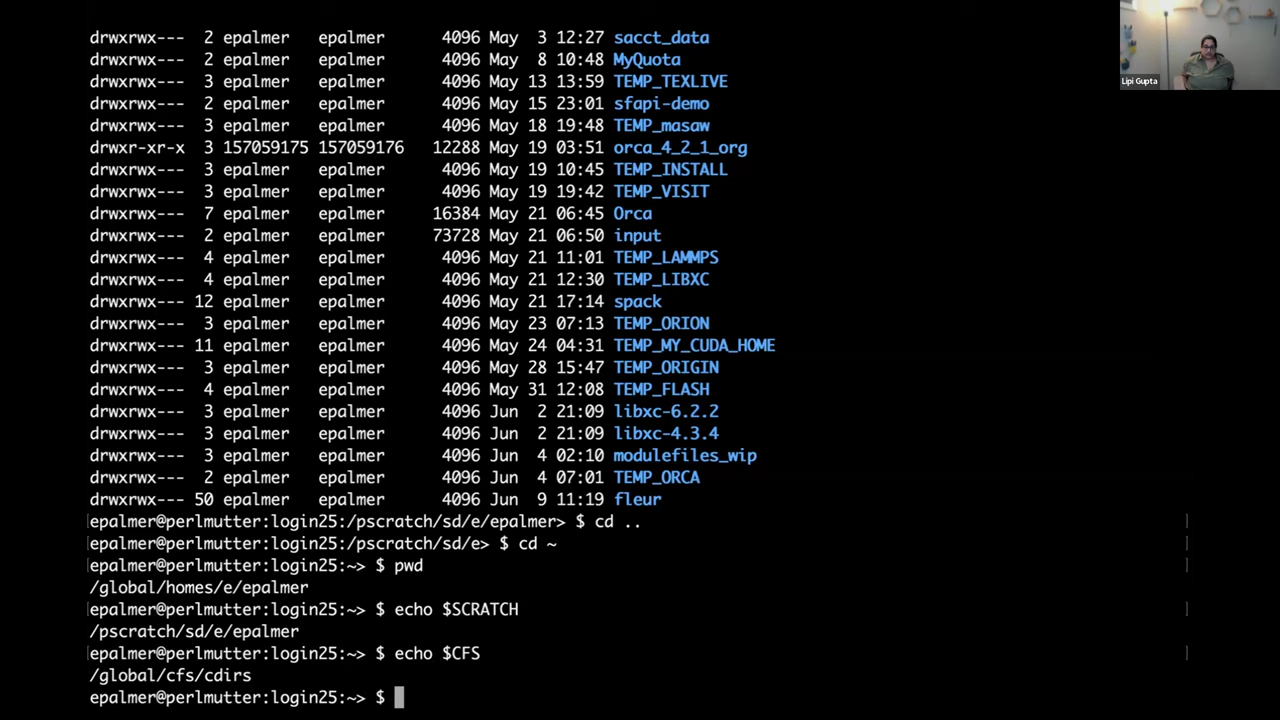 drwxrwx--- 2 epalmer epalmer 4096 May 3 12:27 sacct_data
drwxrwx--- 2 epalmer epalmer 4096 May 8 10:48 MyQuota
drwxrwx--- 3 epalmer epalmer 4096 May 13 13:59 TEMP_TEXLIVE
drwxrwx--- 2 epalmer epalmer 4096 May 15 23:01 sfapi-demo
drwxrwx--- 3 epalmer epalmer 4096 May 18 19:48 TEMP_masaw
drwxr-xr-x 3 157059175 157059176 12288 May 19 03:51 orca_4_2_1_org
drwxrwx--- 3 epalmer epalmer 4096 May 19 10:45 TEMP_INSTALL
drwxrwx--- 3 epalmer epalmer 4096 May 19 19:42 TEMP_VISIT
drwxrwx--- 7 epalmer epalmer 16384 May 21 06:45 Orca
drwxrwx--- 2 epalmer epalmer 73728 May 21 06:50 input
drwxrwx--- 4 epalmer epalmer 4096 May 21 11:01 TEMP_LAMMPS
drwxrwx--- 4 epalmer epalmer 4096 May 21 12:30 TEMP_LIBXC
drwxrwx--- 12 epalmer epalmer 4096 May 21 17:14 spack
drwxrwx--- 3 epalmer epalmer 4096 May 23 07:13 TEMP_ORION
drwxrwx--- 11 epalmer epalmer 4096 May 24 04:31 TEMP_MY_CUDA_HOME
drwxrwx--- 3 epalmer epalmer 4096 May 28 15:47 TEMP_ORIGIN
drwxrwx--- 4 epalmer epalmer 4096 May 31 12:08 TEMP_FLASH
drwxrwx--- 3 epalmer epalmer 4096 Jun 2 21:09 libxc-6.2.2
drwxrwx--- 3 epalmer epalmer 4096 Jun 2 21:09 libxc-4.3.4
drwxrwx--- 3 epalmer epalmer 4096 Jun 4 02:10 modulefiles_wip
drwxrwx--- 2 epalmer epalmer 4096 Jun 4 07:01 TEMP_ORCA
drwxrwx--- 50 epalmer epalmer 4096 Jun 9 11:19 fleur
epalmer@perlmutter:login25:/pscratch/sd/e/epalmer> $ cd ..
epalmer@perlmutter:login25:/pscratch/sd/e> $ cd ~
epalmer@perlmutter:login25:~> $ pwd
/global/homes/e/epalmer
epalmer@perlmutter:login25:~> $ echo $SCRATCH
/pscratch/sd/e/epalmer
epalmer@perlmutter:login25:~> $ echo $CFS
/global/cfs/cdirs
epalmer@perlmutter:login25:~> $
Lipi Gupta